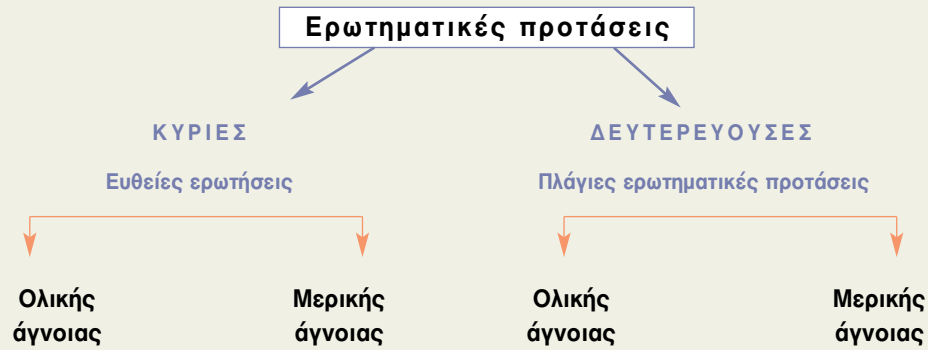 Ερωτηματικές προτάσεις
ΚΥΡΙΕΣ
ΔΕΥΤΕΡΕΥΟΥΣΕΣ
Ευθείες ερωτήσεις
Πλάγιες ερωτηματικές προτάσεις
Ολικής
άγνοιας
Μερικής
άγνοιας
Ολικής
άγνοιας
Μερικής
άγνοιας